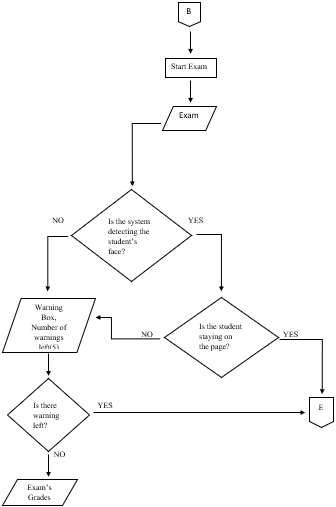 B
Start Exam
Exam
Is the system
detecting the
student's
face?
NO
YES
Warning
Box,
Number of
warnings
left(5)
NO
Is the student
staying on
the page?
YES
Is there
warning
left?
YES
E
NO
Exam's
Grades